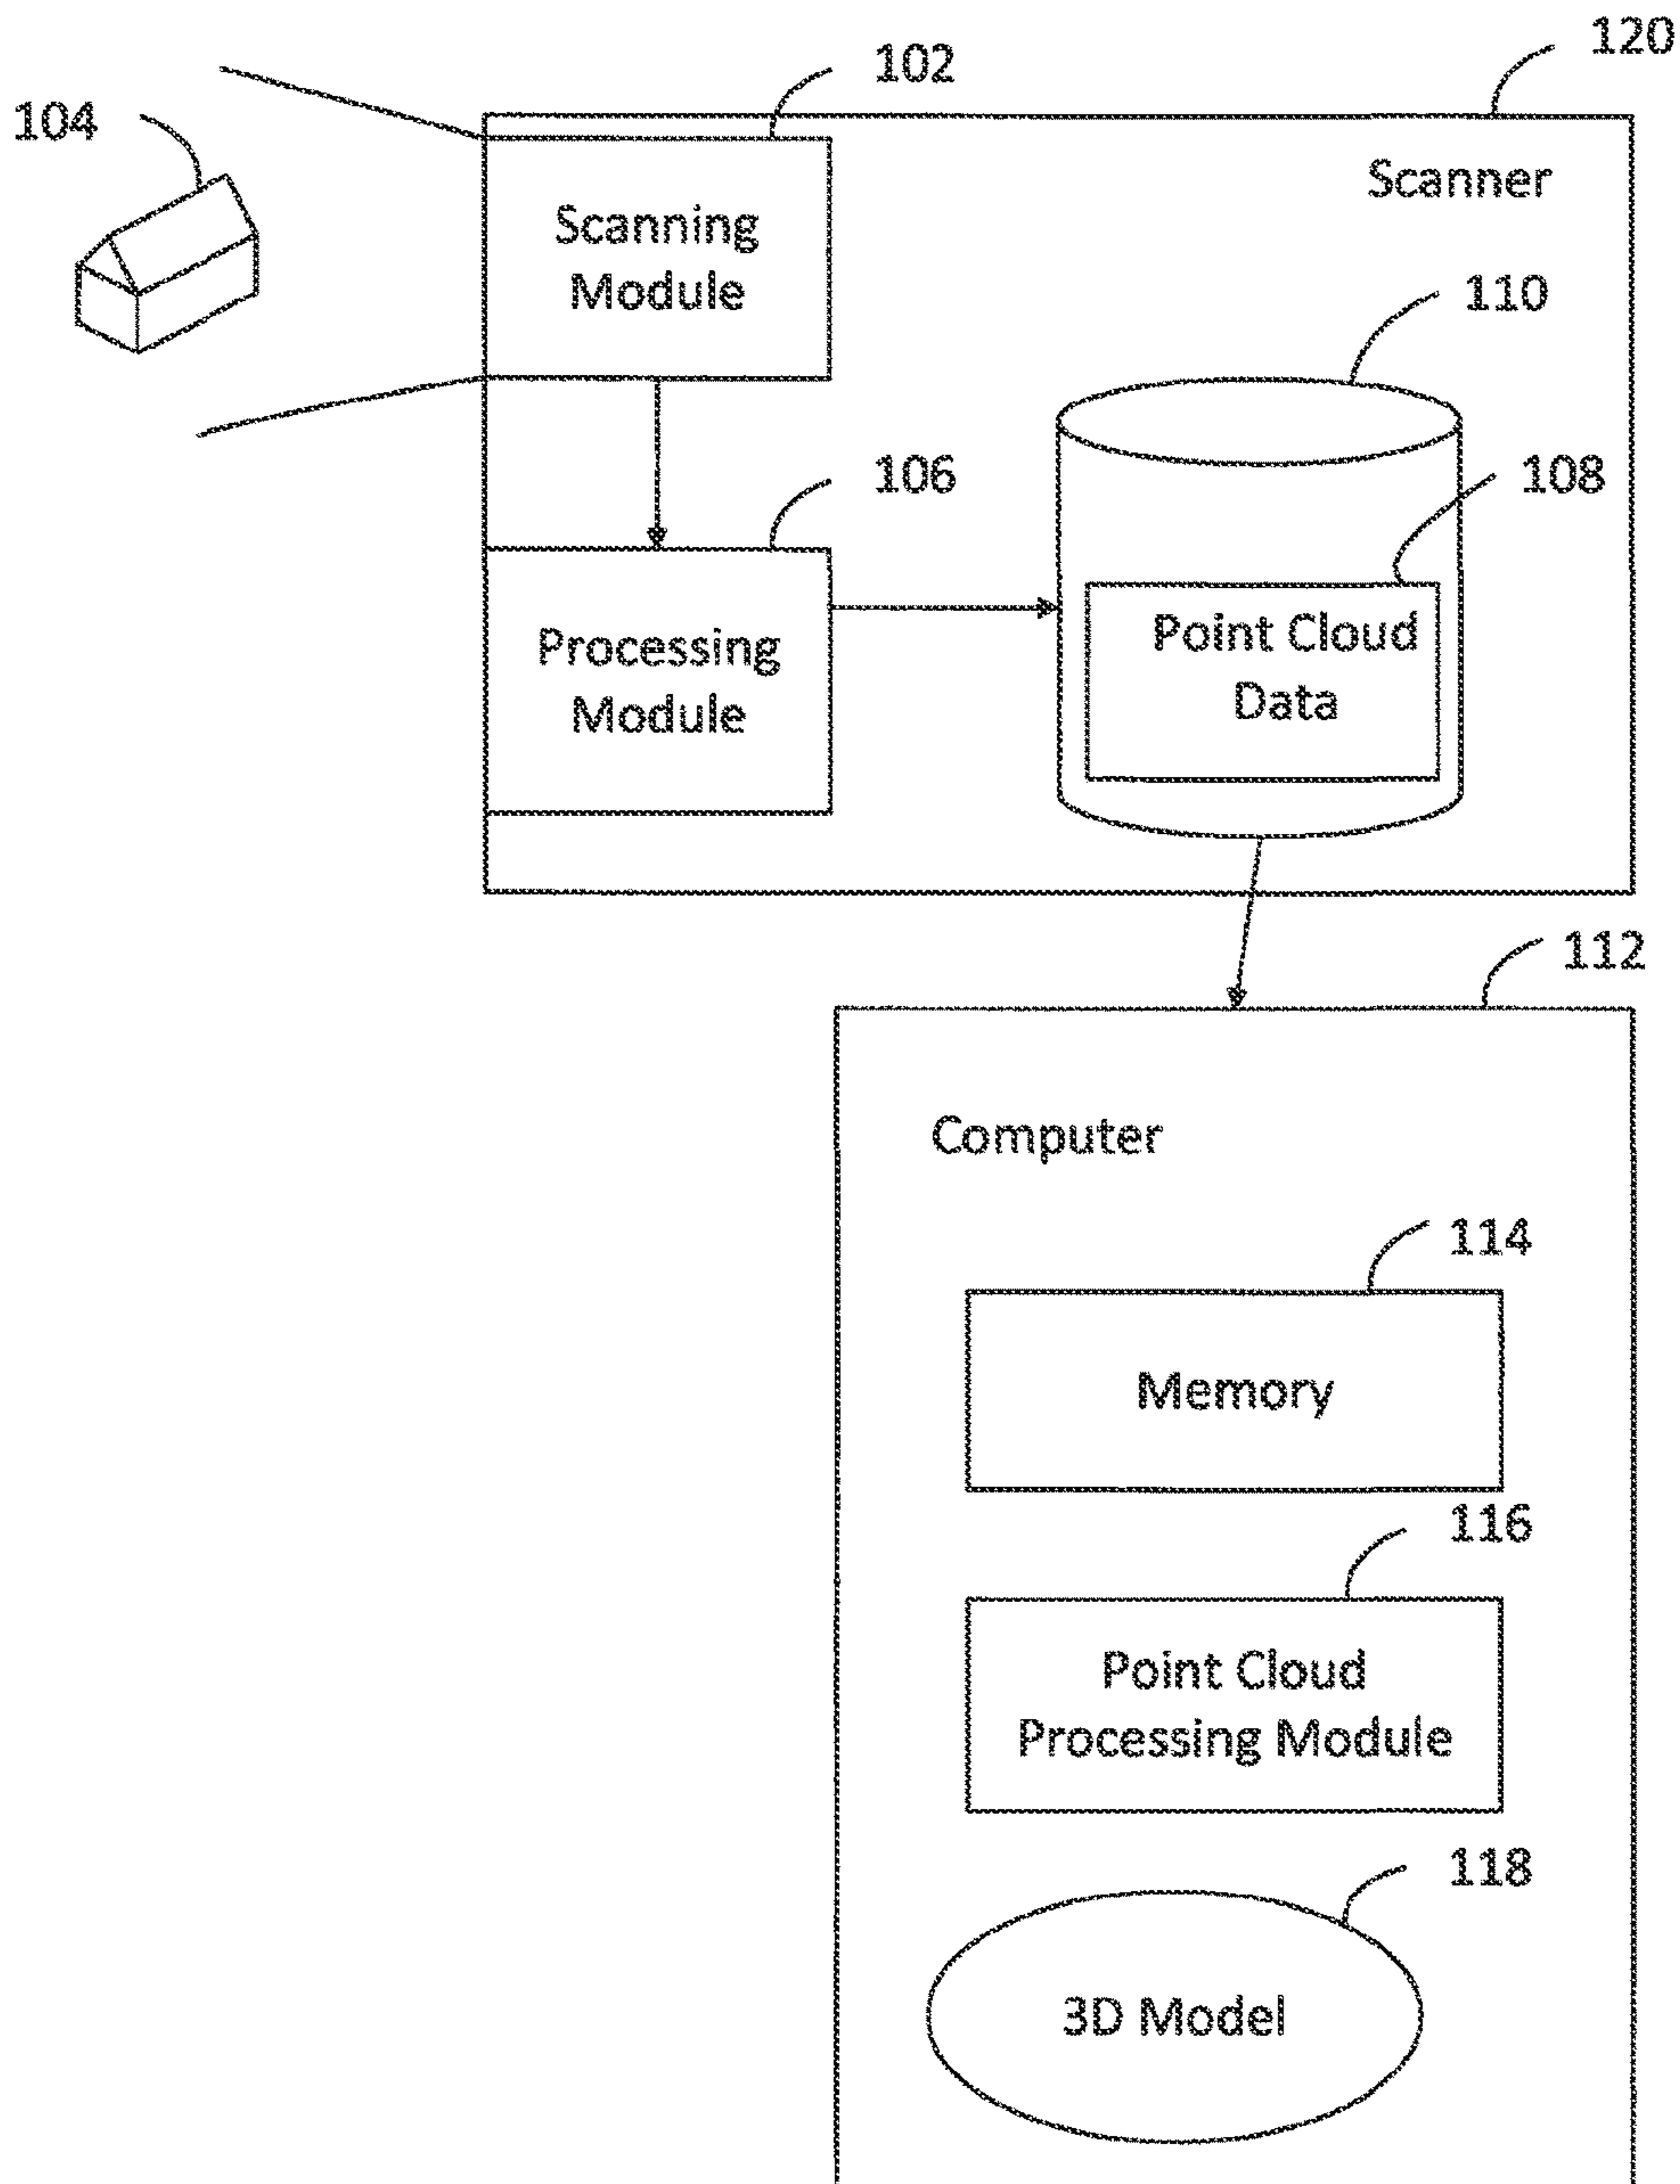 120
102
104
Scanner
Scanning
Module
110
106
108
Point Cloud
Data
Processing
Module
112
Computer
114
Memory
116
Point Cloud
Processing Module
118
3D Model